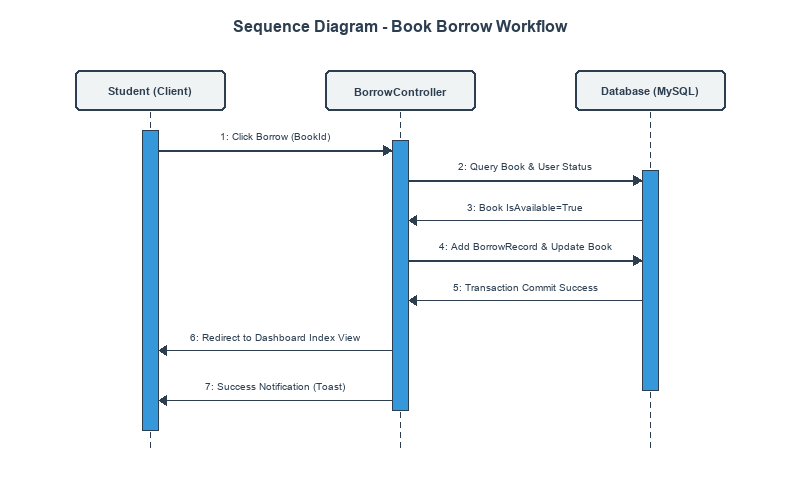 Sequence Diagram - Book Borrow Workflow
Student (Client)
BorrowController
Database (MySQL)
1: Click Borrow (BookId)
2: Query Book & User Status
3: Book IsAvailable=True
4: Add BorrowRecord & Update Book
5: Transaction Commit Success
6: Redirect to Dashboard Index View
7: Success Notification (Toast)